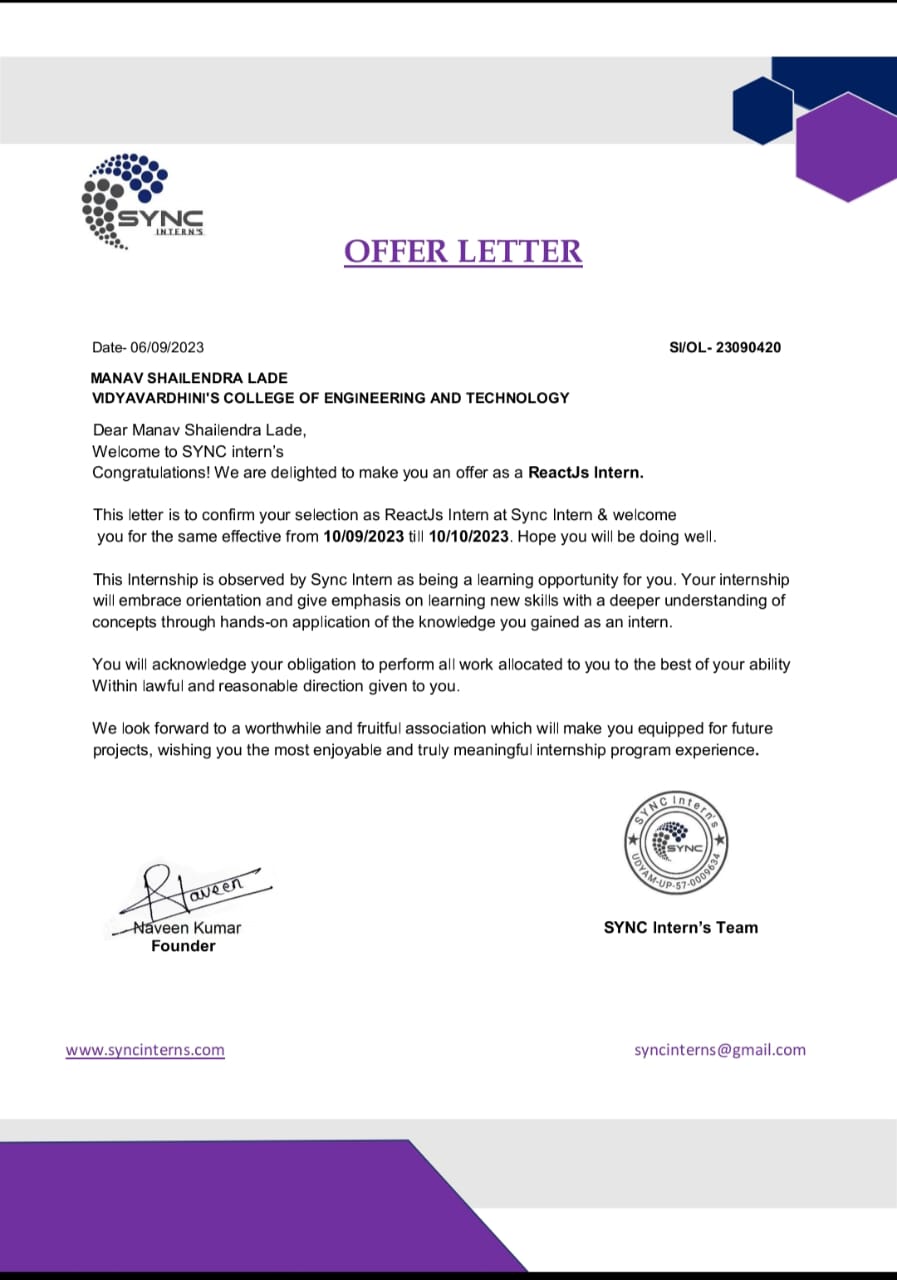 SYNC
INTERN'S
OFFER LETTER
Date- 06/09/2023
SI/OL- 23090420
MANAV SHAILENDRA LADE
VIDYAVARDHINI'S COLLEGE OF ENGINEERING AND TECHNOLOGY
Dear Manav Shailendra Lade,
Welcome to SYNC intern's
Congratulations! We are delighted to make you an offer as a ReactJs Intern.
This letter is to confirm your selection as ReactJs Intern at Sync Intern & welcome
you for the same effective from 10/09/2023 till 10/10/2023. Hope you will be doing well.
This Internship is observed by Sync Intern as being a learning opportunity for you. Your internship
will embrace orientation and give emphasis on learning new skills with a deeper understanding of
concepts through hands-on application of the knowledge you gained as an intern.
You will acknowledge your obligation to perform all work allocated to you to the best of your ability
Within lawful and reasonable direction given to you.
We look forward to a worthwhile and fruitful association which will make you equipped for future
projects, wishing you the most enjoyable and truly meaningful internship program experience.
SYNC Intern's
SYNC
UDYAM-UP-57-0009634
Naveen
Naveen Kumar
Founder
SYNC Intern's Team
www.syncinterns.com
syncinterns@gmail.com